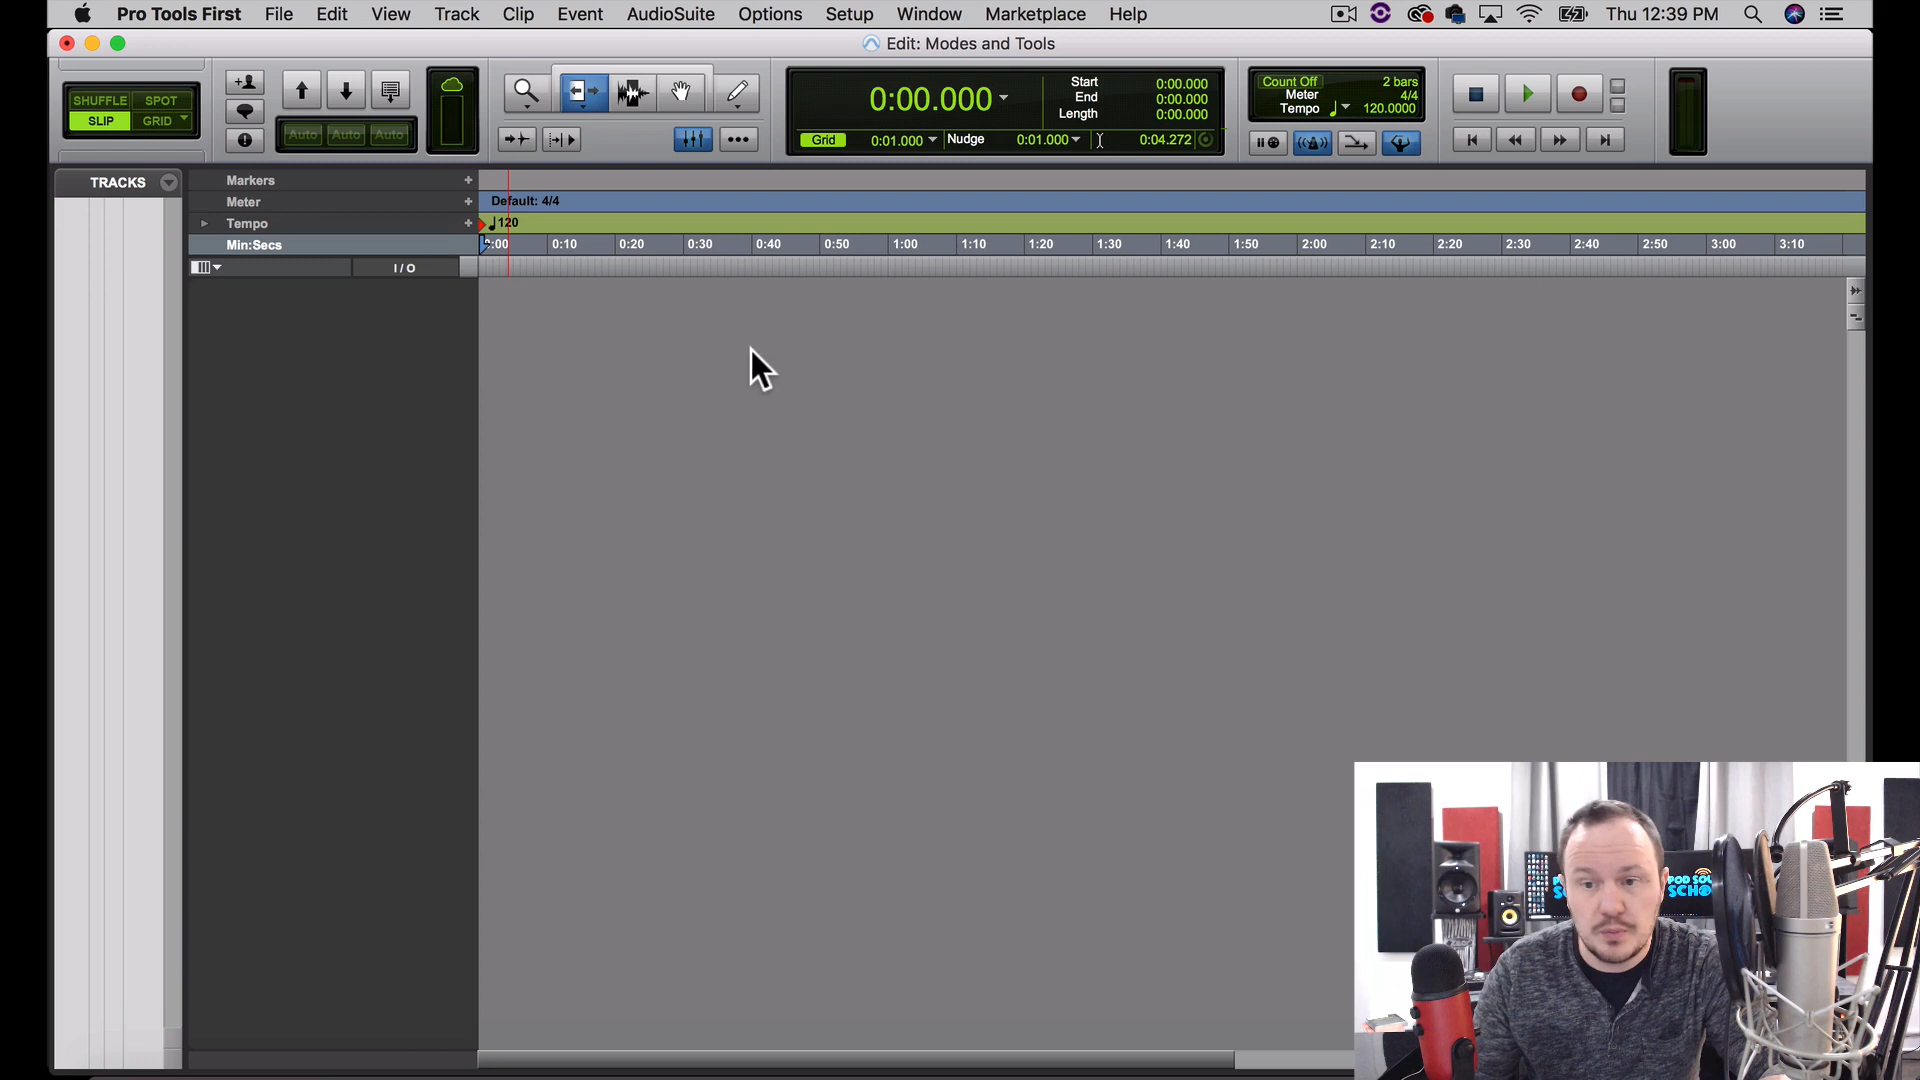 Pro Tools First File Edit View Track Clip Event AudioSuite Options Setup Window Marketplace Help Thu 12:39 PM
Edit: Modes and Tools
SHUFFLE SPOT
SLIP GRID
Auto Auto Auto
0:00.000
Start 0:00.000
End 0:00.000
Length 0:00.000
Grid 0:01.000 Nudge 0:01.000 0:04.272
Count Off 2 bars
Meter 4/4
Tempo 120.0000
TRACKS
Markers
Meter Default: 4/4
Tempo 120
Min:Secs 0:00 0:10 0:20 0:30 0:40 0:50 1:00 1:10 1:20 1:30 1:40 1:50 2:00 2:10 2:20 2:30 2:40 2:50 3:00 3:10
I / O
POD SOU
SCHO